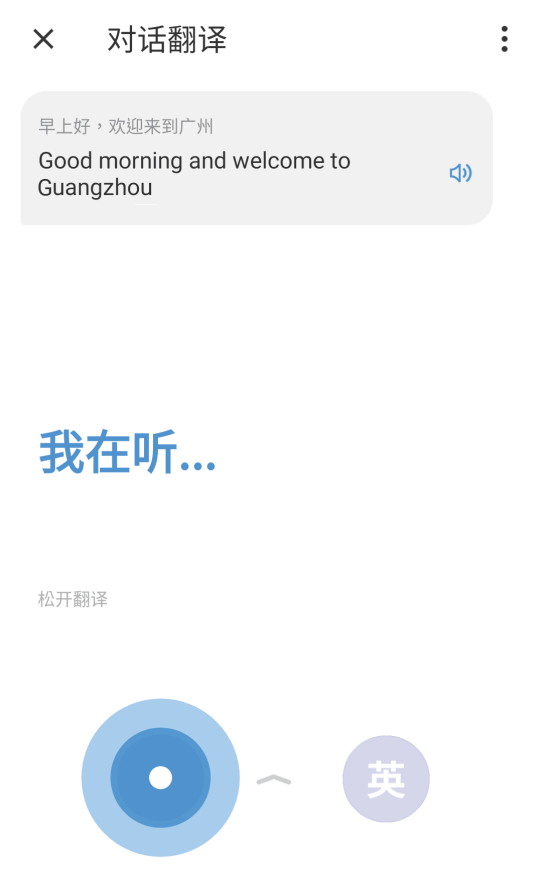 对话翻译
早上好，欢迎来到广州
Good morning and welcome to
Guangzhou
我在听...
松开翻译
英